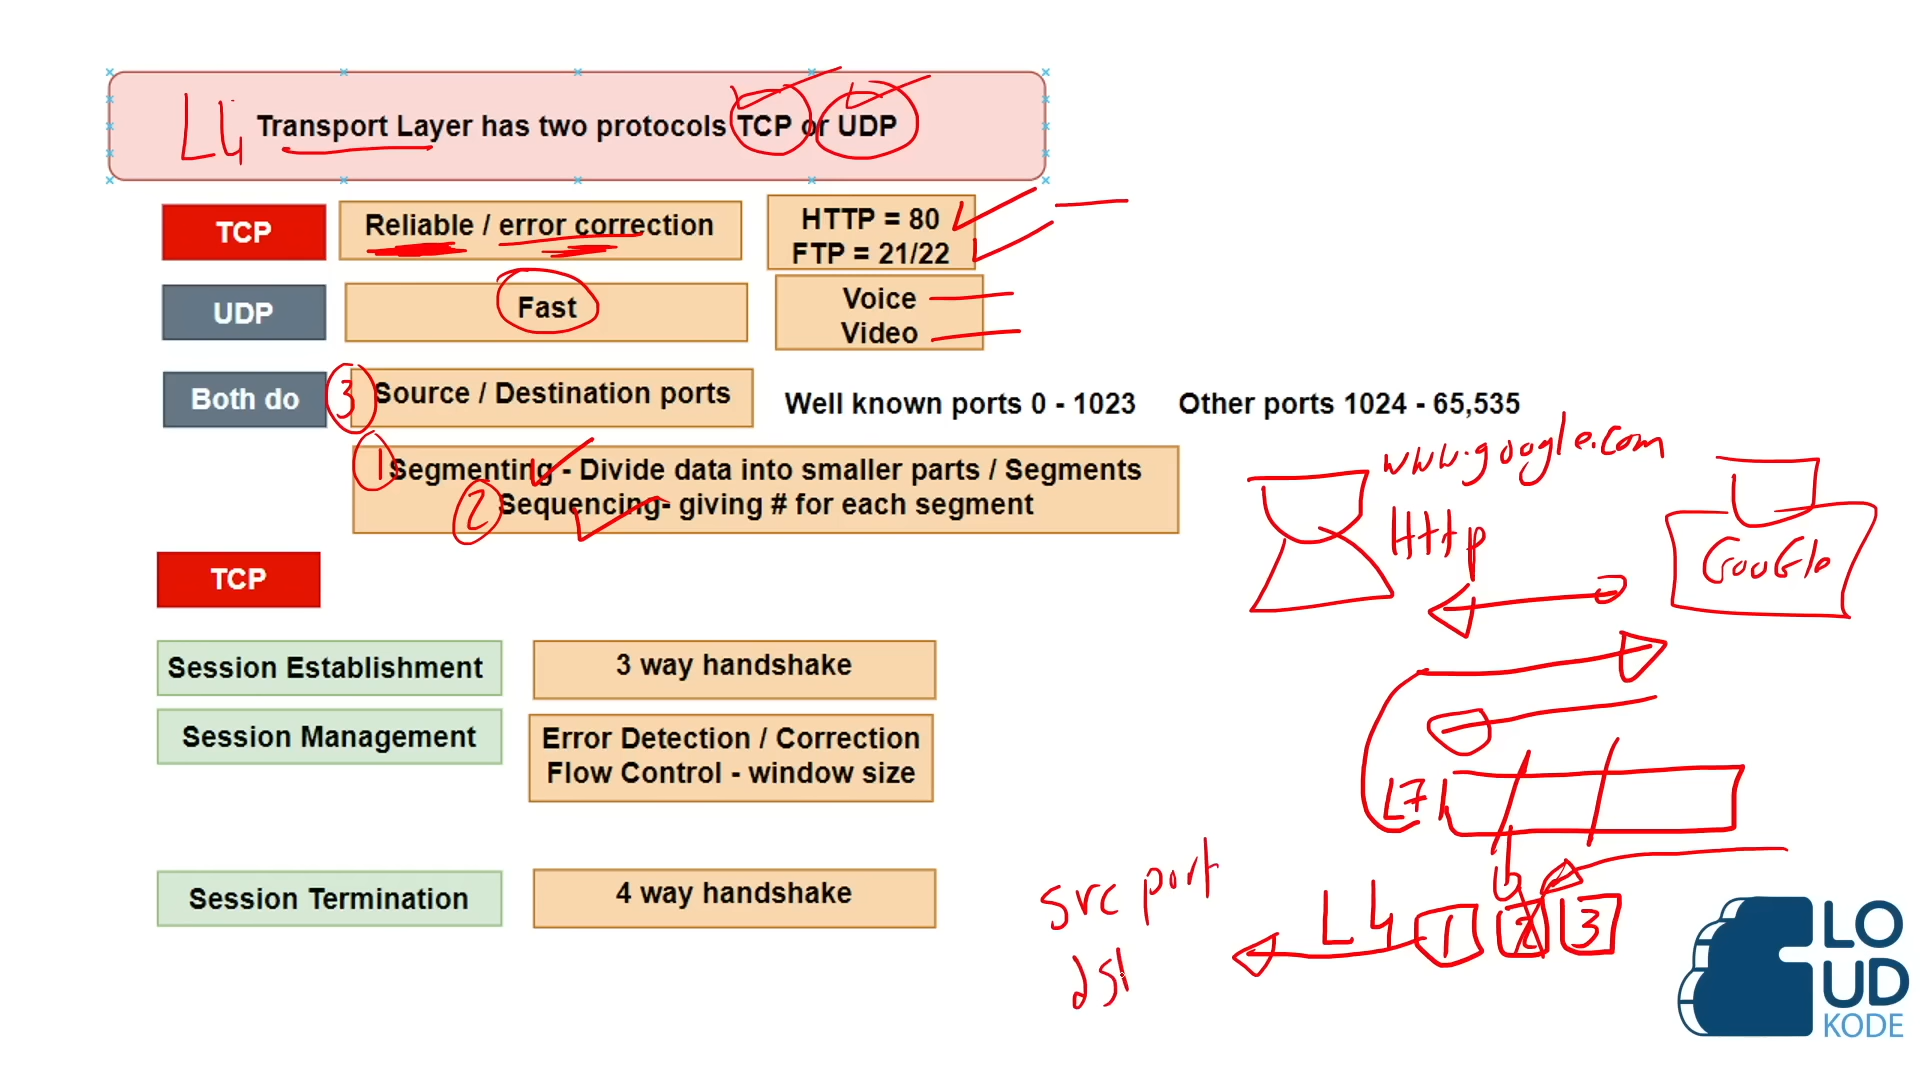 L4
Transport Layer has two protocols TCP or UDP
TCP
Reliable / error correction
HTTP = 80
FTP = 21/22
UDP
Fast
Voice
Video
Both do
3
Source / Destination ports
Well known ports 0 - 1023
Other ports 1024 - 65,535
1
Segmenting - Divide data into smaller parts / Segments
2
Sequencing- giving # for each segment
www.google.com
Http
GooGle
TCP
Session Establishment
3 way handshake
Session Management
Error Detection / Correction
Flow Control - window size
L7
Session Termination
4 way handshake
src port
dst
L4
1
2
3
LO
UD
KODE